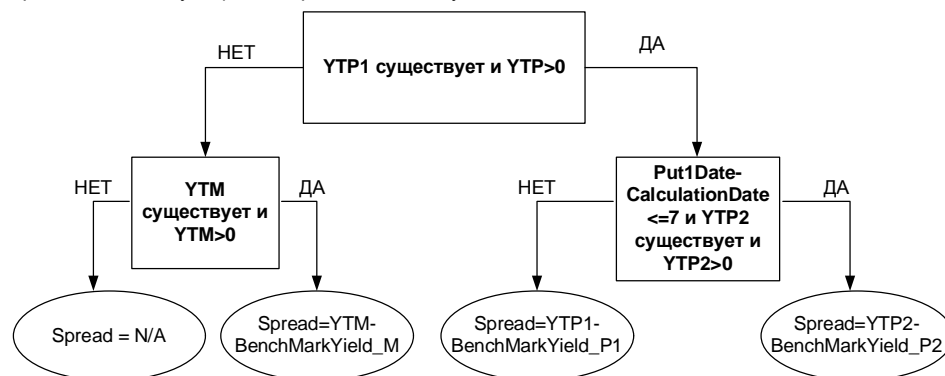 НЕТ
ДА
YTP1 существует и YTP>0
НЕТ
YTM
существует и
YTM>0
ДА
НЕТ
Put1Date-
CalculationDate
<=7 и YTP2
существует и
YTP2>0
ДА
Spread = N/A
Spread=YTM-
BenchMarkYield_M
Spread=YTP1-
BenchMarkYield_P1
Spread=YTP2-
BenchMarkYield_P2